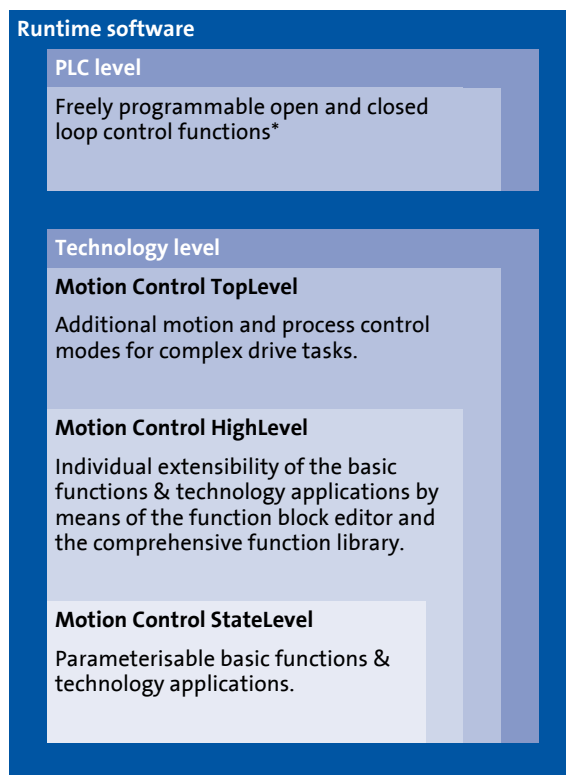 Runtime software
PLC level
Freely programmable open and closed
loop control functions*
Technology level
Motion Control TopLevel
Additional motion and process control
modes for complex drive tasks.
Motion Control HighLevel
Individual extensibility of the basic
functions & technology applications by
means of the function block editor and
the comprehensive function library.
Motion Control StateLevel
Parameterisable basic functions &
technology applications.